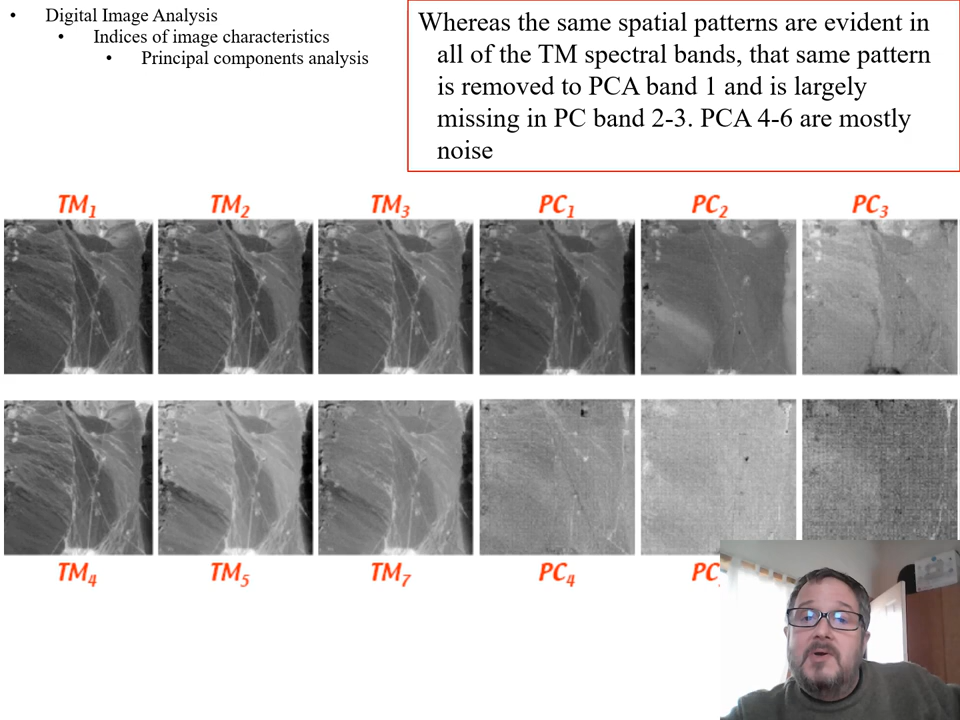 Digital Image Analysis
Indices of image characteristics
Principal components analysis
Whereas the same spatial patterns are evident in
all of the TM spectral bands, that same pattern
is removed to PCA band 1 and is largely
missing in PC band 2-3. PCA 4-6 are mostly
noise
TM1 TM2 TM3 PC1 PC2 PC3
TM4 TM5 TM7 PC4 PC